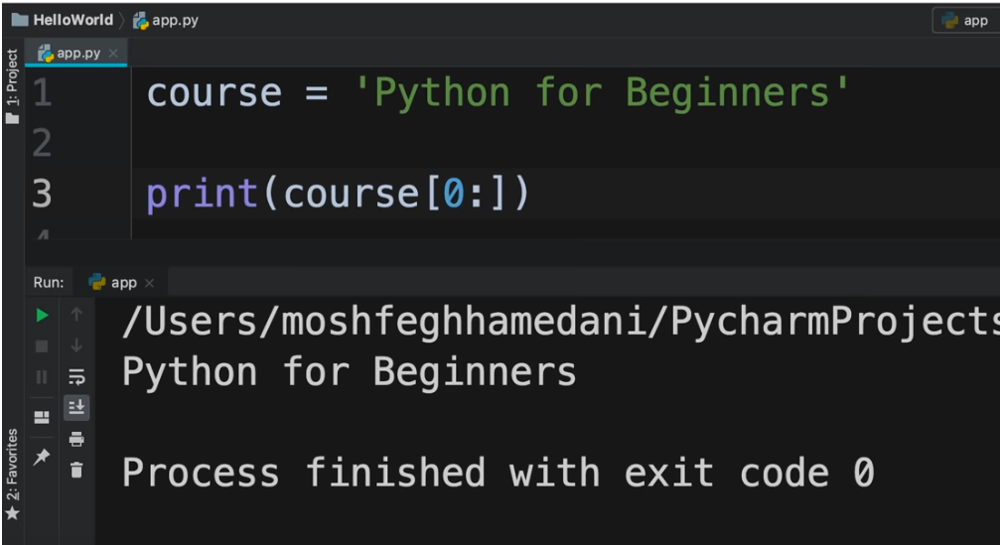 HelloWorld app.py app
app.py
1: Project
1 course = 'Python for Beginners'
2
3 print(course[0:])
4
Run: app
/Users/moshfeghhamedani/PycharmProjects
Python for Beginners
Process finished with exit code 0
2: Favorites